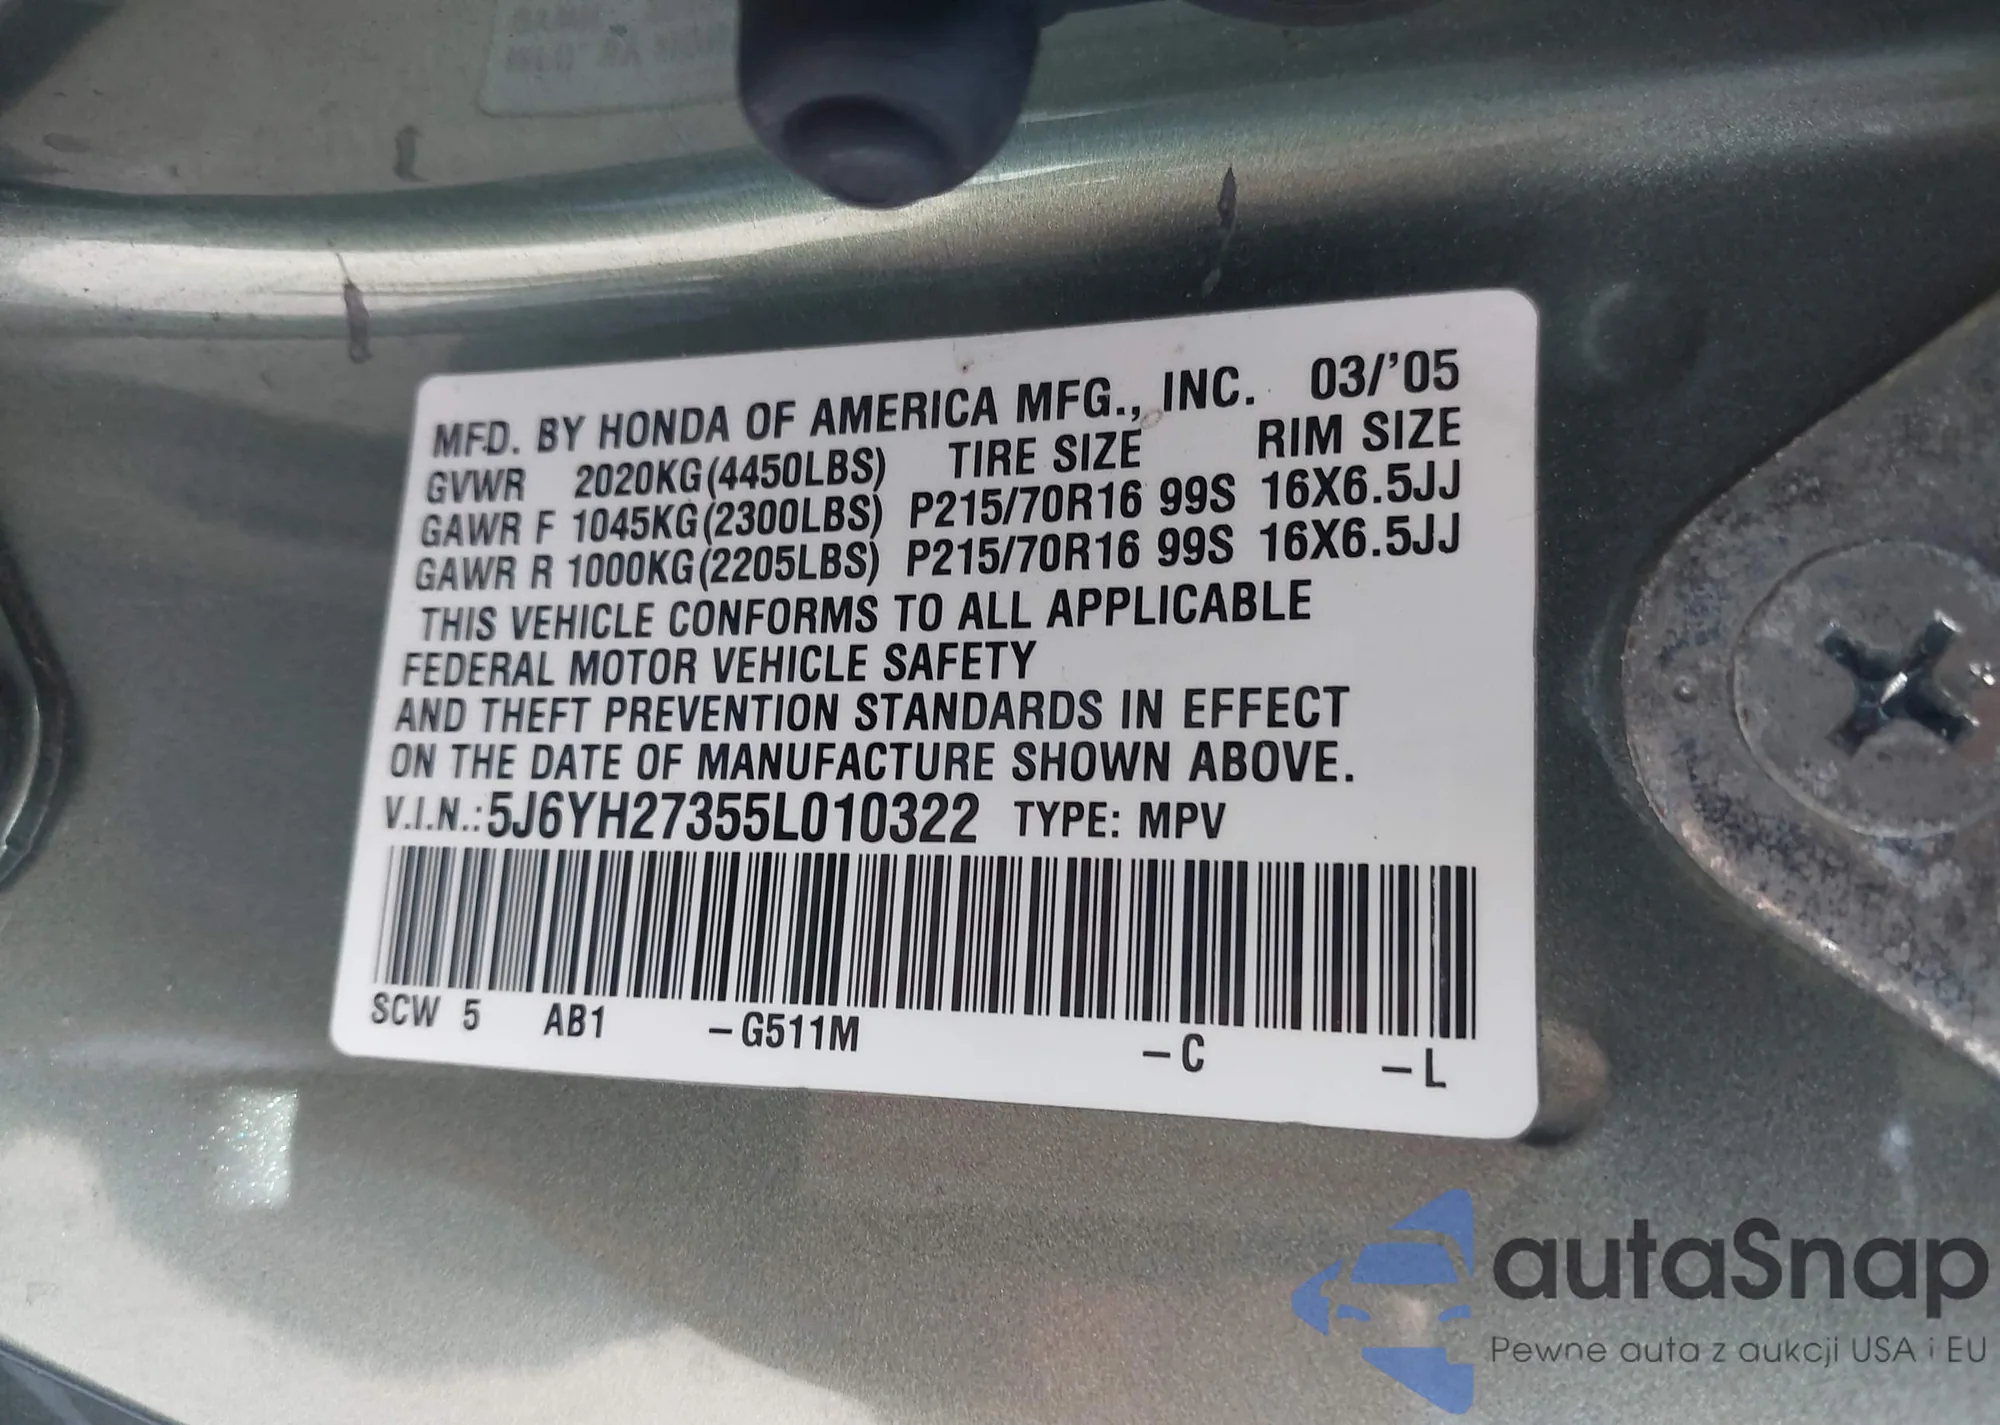 MFD. BY HONDA OF AMERICA MFG., INC. 03/'05
GVWR 2020KG(4450LBS) TIRE SIZE RIM SIZE
GAWR F 1045KG(2300LBS) P215/70R16 99S 16X6.5JJ
GAWR R 1000KG(2205LBS) P215/70R16 99S 16X6.5JJ
THIS VEHICLE CONFORMS TO ALL APPLICABLE
FEDERAL MOTOR VEHICLE SAFETY
AND THEFT PREVENTION STANDARDS IN EFFECT
ON THE DATE OF MANUFACTURE SHOWN ABOVE.
V.I.N.:5J6YH27355L010322 TYPE: MPV
SCW 5 AB1 -G511M -C -L
autaSnap
Pewne auta z aukcji USA i EU